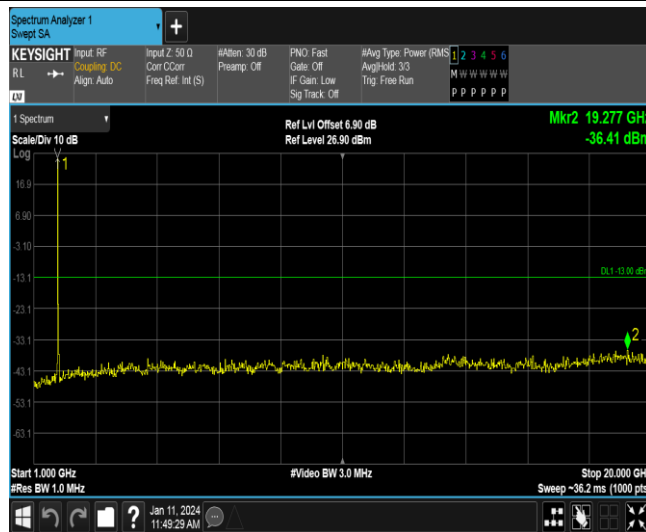 Spectrum Analyzer 1
Swept SA
+
KEYSIGHT
RL
LXI
Input: RF
Coupling: DC
Align: Auto
Input Z: 50 Ω
Corr CCorr
Freq Ref: Int (S)
#Atten: 30 dB
Preamp: Off
PNO: Fast
Gate: Off
IF Gain: Low
Sig Track: Off
#Avg Type: Power (RMS
Avg|Hold: 3/3
Trig: Free Run
1 2 3 4 5 6
M W W W W W
P P P P P P
1 Spectrum
Scale/Div 10 dB
Log
Ref Lvl Offset 6.90 dB
Ref Level 26.90 dBm
Mkr2 19.277 GHz
-36.41 dBm
1
16.9
6.90
-3.10
-13.1
DL1 -13.00 dBm
-23.1
-33.1
2
-43.1
-53.1
-63.1
Start 1.000 GHz
#Res BW 1.0 MHz
#Video BW 3.0 MHz
Stop 20.000 GH
Sweep ~36.2 ms (1000 pts
?
Jan 11, 2024
11:49:29 AM